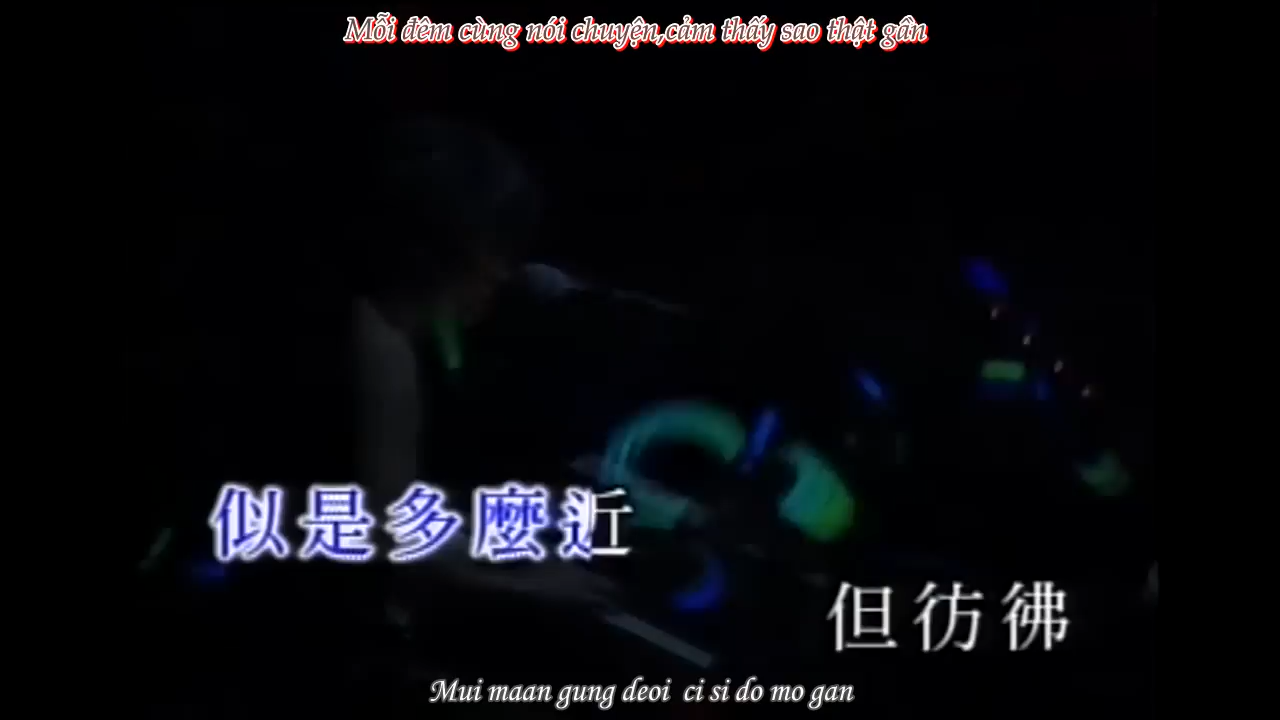 Mỗi đêm cùng nói chuyện,cảm thấy sao thật gần
似是多麼近
但彷彿
Mui maan gung deoi ci si do mo gan